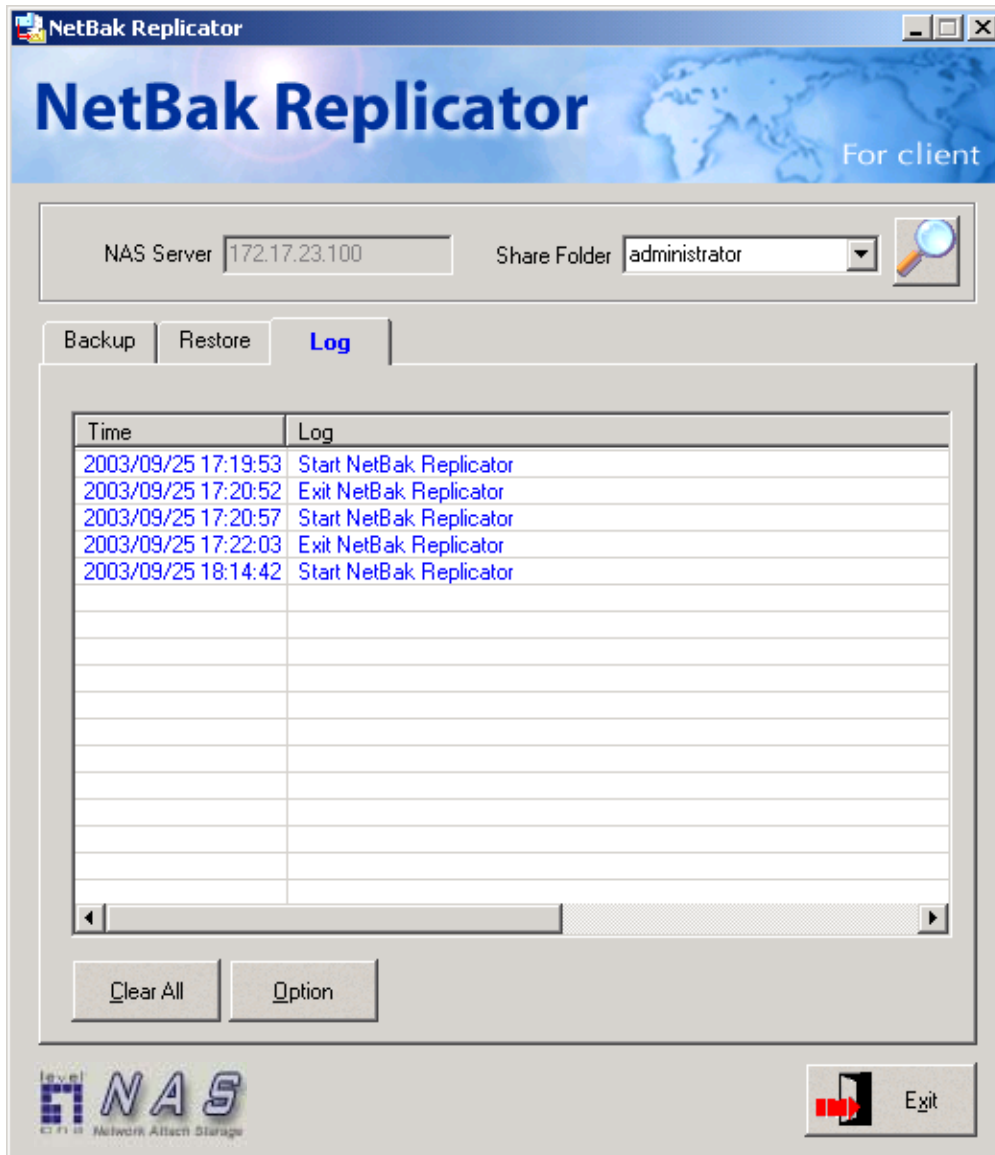 NetBak Replicator
NetBak Replicator
For client
NAS Server 172.17.23.100 Share Folder administrator
Backup Restore Log
Time Log
2003/09/25 17:19:53 Start NetBak Replicator
2003/09/25 17:20:52 Exit NetBak Replicator
2003/09/25 17:20:57 Start NetBak Replicator
2003/09/25 17:22:03 Exit NetBak Replicator
2003/09/25 18:14:42 Start NetBak Replicator
Clear All Option
level
one
NAS
Network Attach Storage
Exit